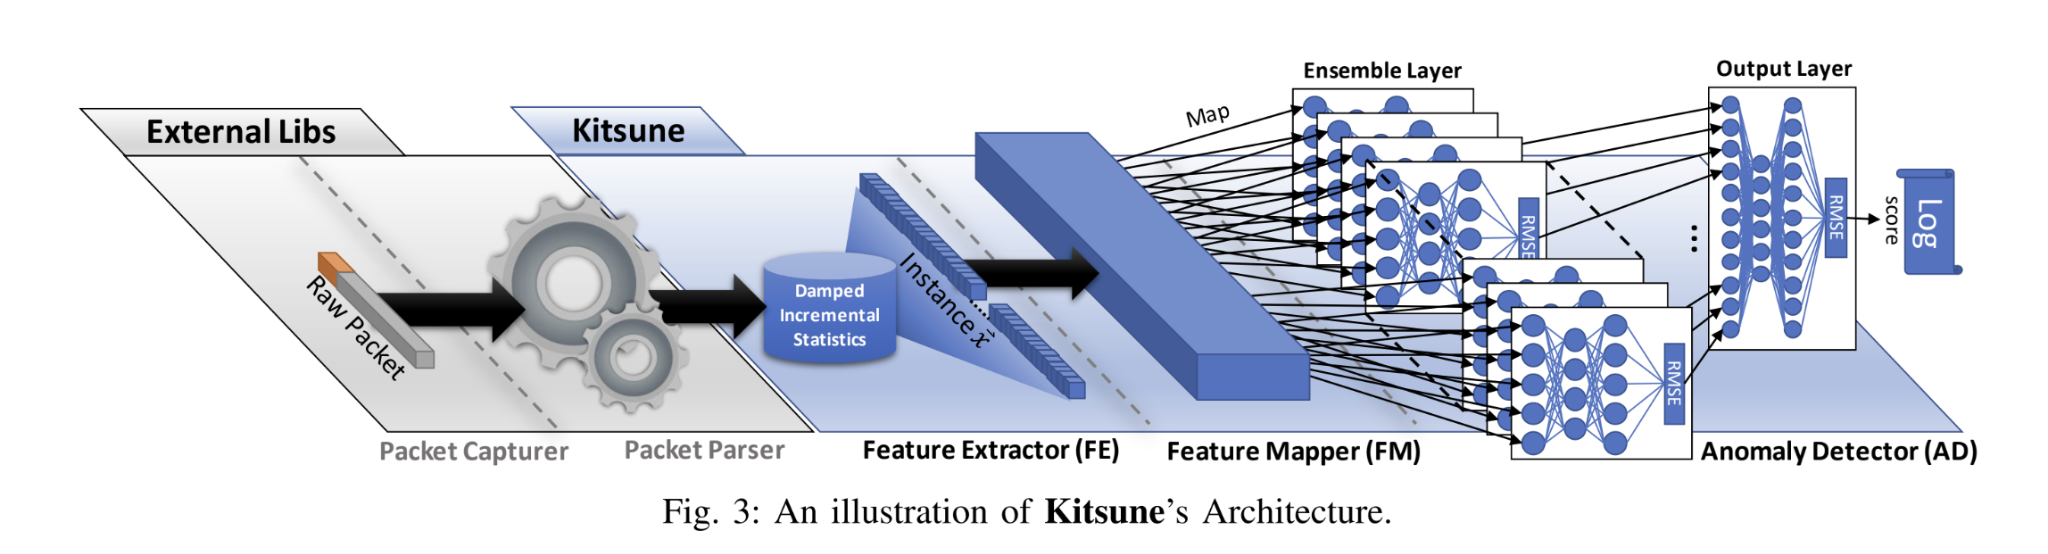 External Libs
Kitsune
Ensemble Layer
Output Layer
Map
Raw Packet
Damped
Incremental
Statistics
Instance x⃗
RMSE
RMSE
RMSE
...
score
Log
Packet Capturer
Packet Parser
Feature Extractor (FE)
Feature Mapper (FM)
Anomaly Detector (AD)
Fig. 3: An illustration of Kitsune's Architecture.